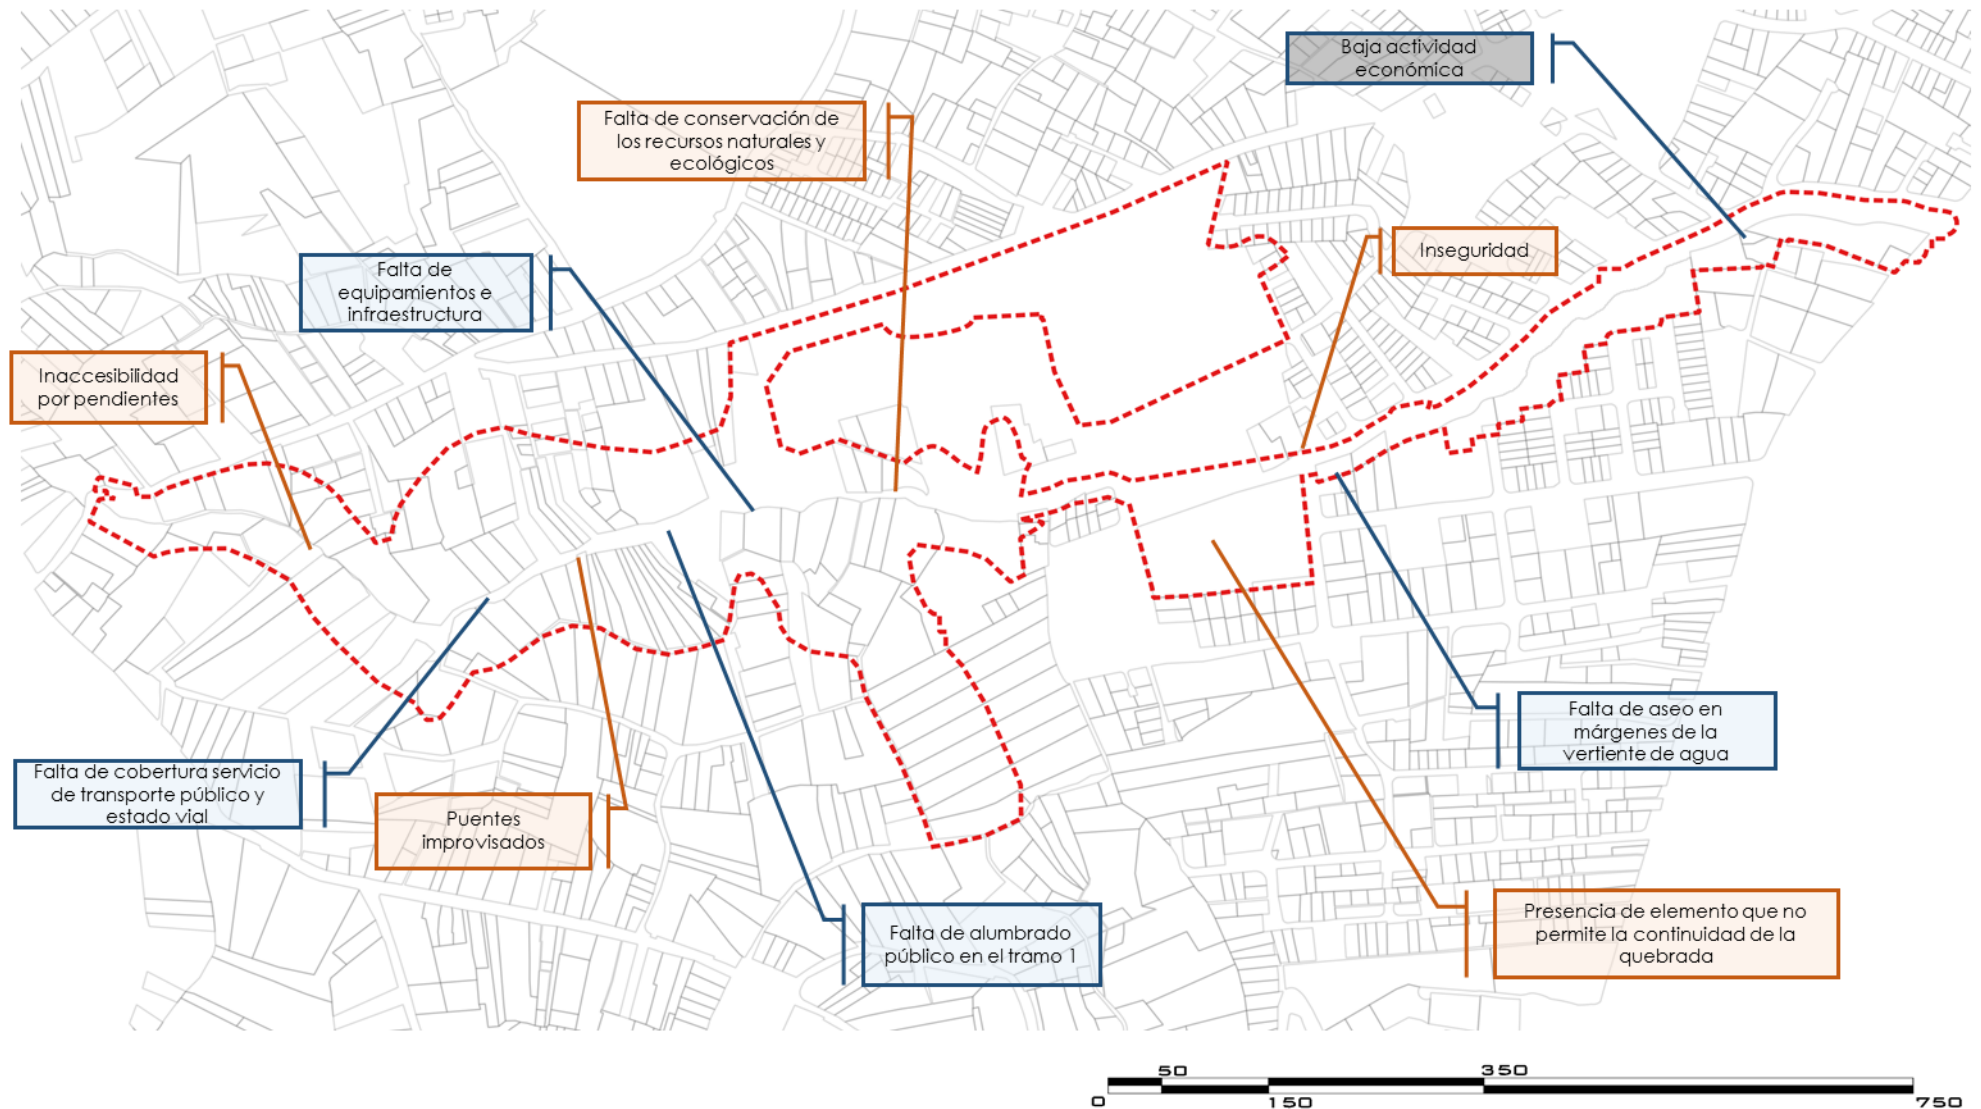 Baja actividad
económica
Falta de conservación de
los recursos naturales y
ecológicos
Inseguridad
Falta de
equipamientos e
infraestructura
Inaccesibilidad
por pendientes
Falta de aseo en
márgenes de la
vertiente de agua
Falta de cobertura servicio
de transporte público y
estado vial
Puentes
improvisados
Falta de alumbrado
público en el tramo 1
Presencia de elemento que no
permite la continuidad de la
quebrada
50 350
0 150 750